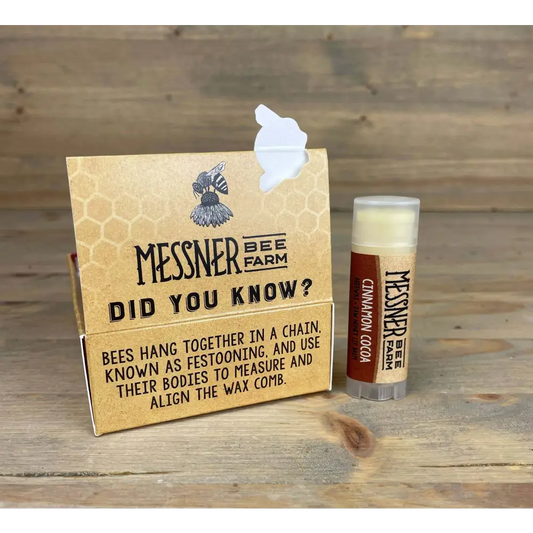 MESSNER BEE FARM
DID YOU KNOW?
BEES HANG TOGETHER IN A CHAIN,
KNOWN AS FESTOONING, AND USE
THEIR BODIES TO MEASURE AND
ALIGN THE WAX COMB.
MESSNER BEE FARM
CINNAMON COCOA